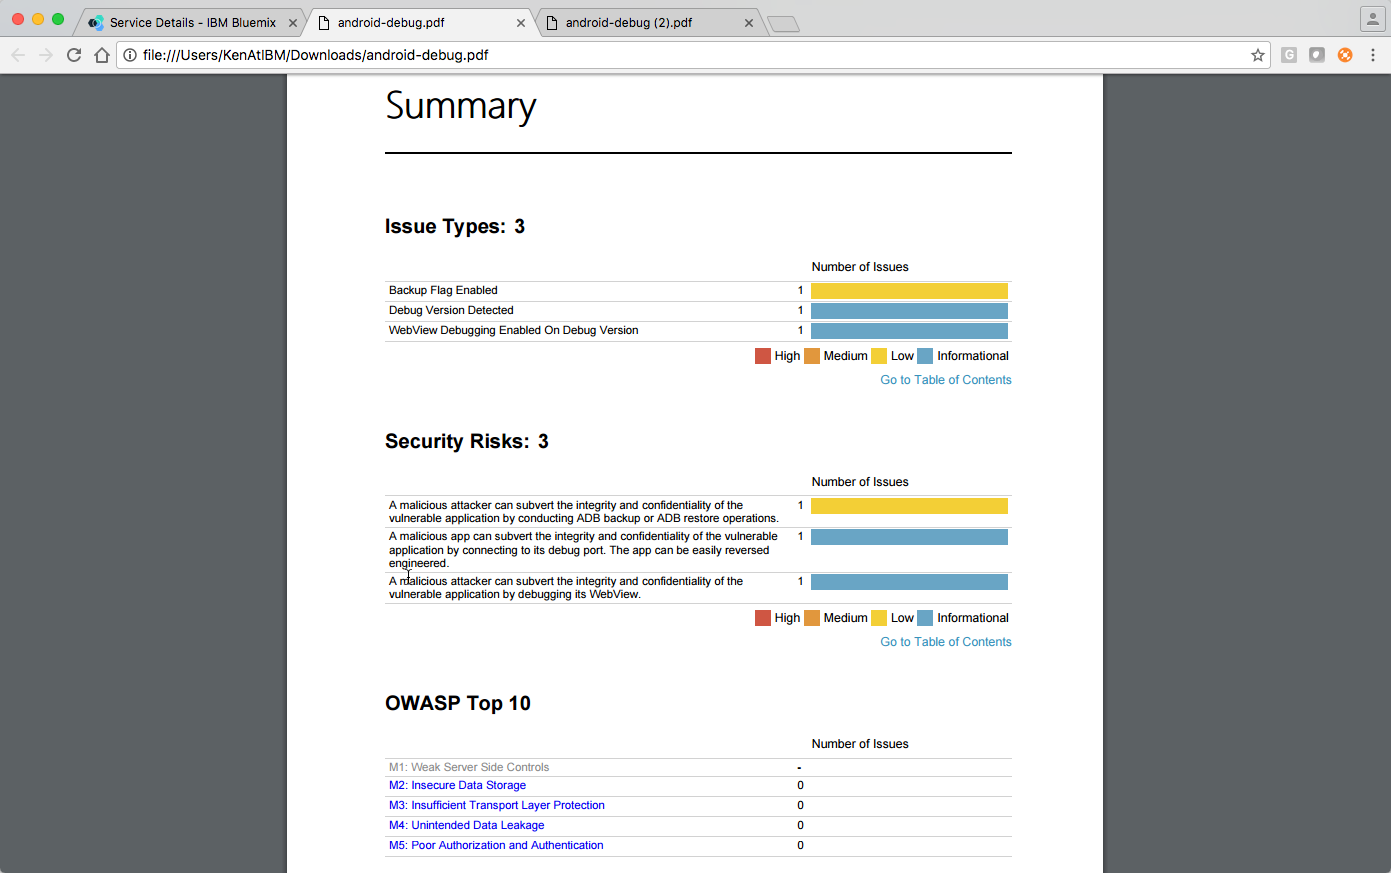 Service Details - IBM Bluemix
android-debug.pdf
android-debug (2).pdf
file:///Users/KenAtIBM/Downloads/android-debug.pdf
G
Summary
Issue Types: 3
Number of Issues
Backup Flag Enabled 1
Debug Version Detected 1
WebView Debugging Enabled On Debug Version 1
High Medium Low Informational
Go to Table of Contents
Security Risks: 3
Number of Issues
A malicious attacker can subvert the integrity and confidentiality of the 1
vulnerable application by conducting ADB backup or ADB restore operations.
A malicious app can subvert the integrity and confidentiality of the vulnerable 1
application by connecting to its debug port. The app can be easily reversed
engineered.
A malicious attacker can subvert the integrity and confidentiality of the 1
vulnerable application by debugging its WebView.
High Medium Low Informational
Go to Table of Contents
OWASP Top 10
Number of Issues
M1: Weak Server Side Controls -
M2: Insecure Data Storage 0
M3: Insufficient Transport Layer Protection 0
M4: Unintended Data Leakage 0
M5: Poor Authorization and Authentication 0